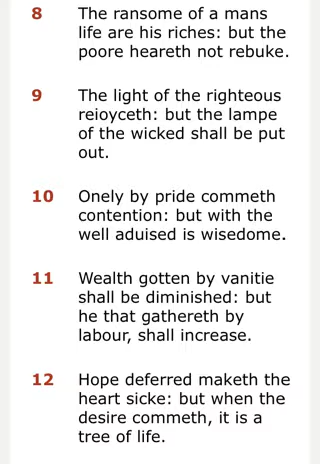 8 The ransome of a mans
life are his riches: but the
poore heareth not rebuke.
9 The light of the righteous
reioyceth: but the lampe
of the wicked shall be put
out.
10 Onely by pride commeth
contention: but with the
well aduised is wisedome.
11 Wealth gotten by vanitie
shall be diminished: but
he that gathereth by
labour, shall increase.
12 Hope deferred maketh the
heart sicke: but when the
desire commeth, it is a
tree of life.